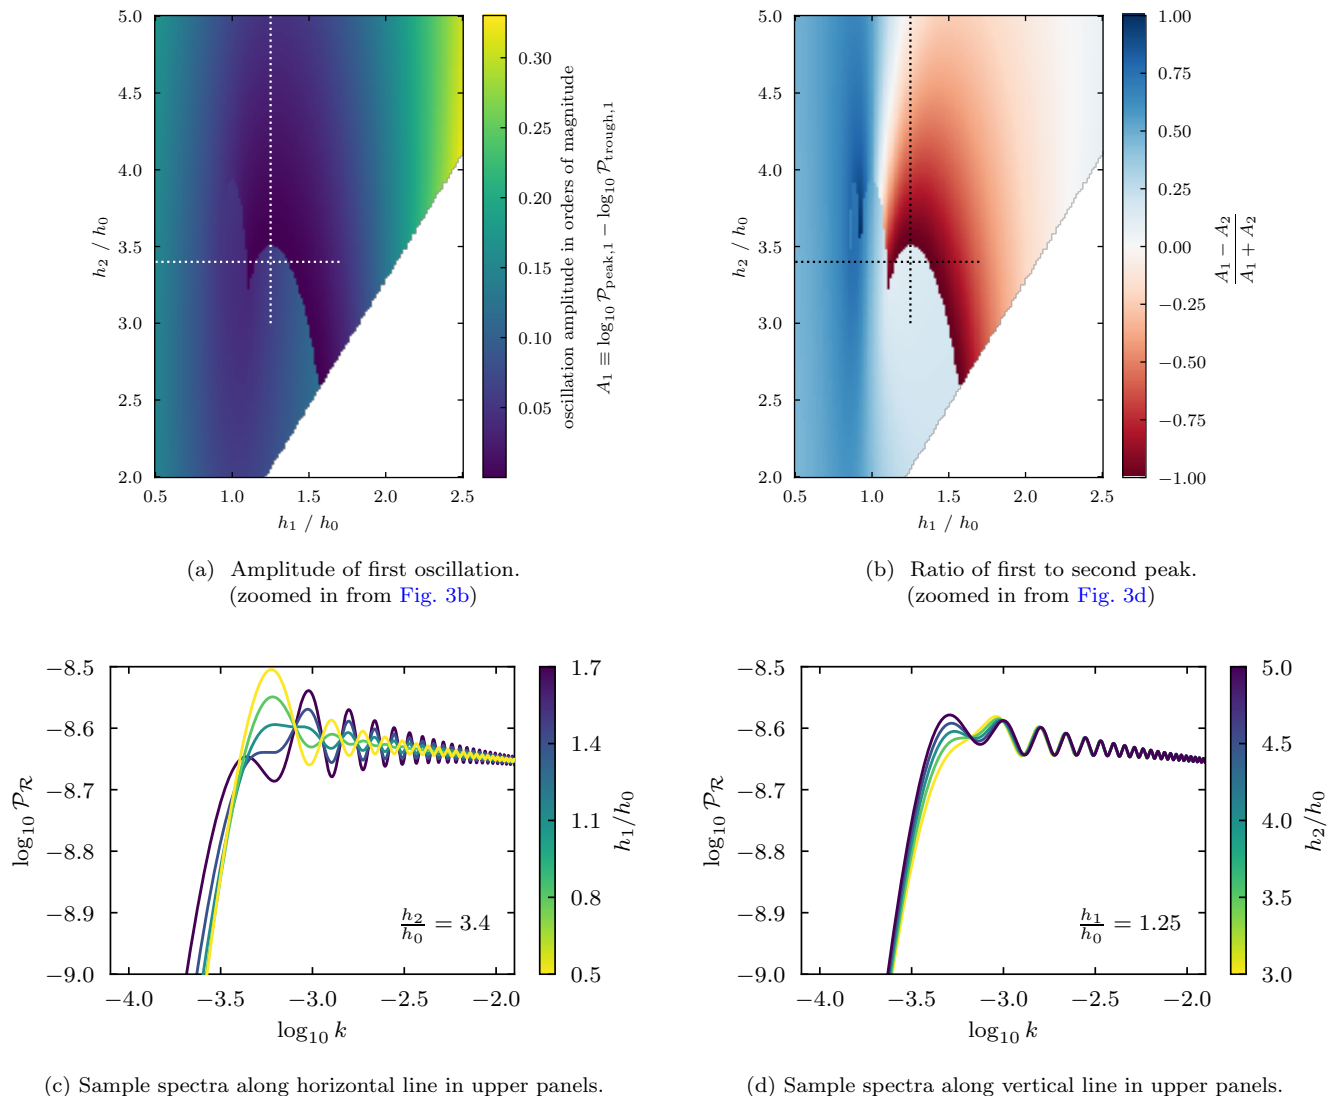 5.0
4.5
4.0
3.5
3.0
2.5
2.0
h₂ / h₀
0.5 1.0 1.5 2.0 2.5
h₁ / h₀
0.30
0.25
0.20
0.15
0.10
0.05
oscillation amplitude in orders of magnitude
A₁ ≡ log₁₀ 𝒫peak,1 − log₁₀ 𝒫trough,1
(a) Amplitude of first oscillation.
(zoomed in from Fig. 3b)
5.0
4.5
4.0
3.5
3.0
2.5
2.0
h₂ / h₀
0.5 1.0 1.5 2.0 2.5
h₁ / h₀
1.00
0.75
0.50
0.25
0.00
−0.25
−0.50
−0.75
−1.00
A₁ − A₂
A₁ + A₂
(b) Ratio of first to second peak.
(zoomed in from Fig. 3d)
−8.5
−8.6
−8.7
−8.8
−8.9
−9.0
log₁₀ 𝒫ℛ
−4.0 −3.5 −3.0 −2.5 −2.0
log₁₀ k
h₂
h₀ = 3.4
1.7
1.4
1.1
0.8
0.5
h₁/h₀
(c) Sample spectra along horizontal line in upper panels.
−8.5
−8.6
−8.7
−8.8
−8.9
−9.0
log₁₀ 𝒫ℛ
−4.0 −3.5 −3.0 −2.5 −2.0
log₁₀ k
h₁
h₀ = 1.25
5.0
4.5
4.0
3.5
3.0
h₂/h₀
(d) Sample spectra along vertical line in upper panels.